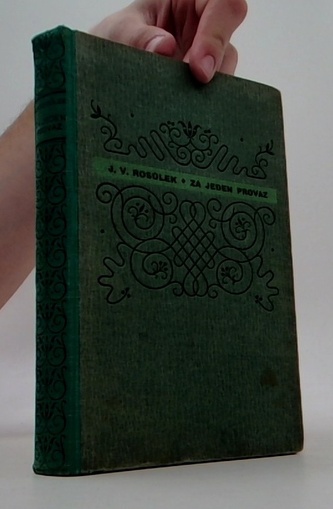 J. V. ROSŮLEK • ZA JEDEN PROVAZ